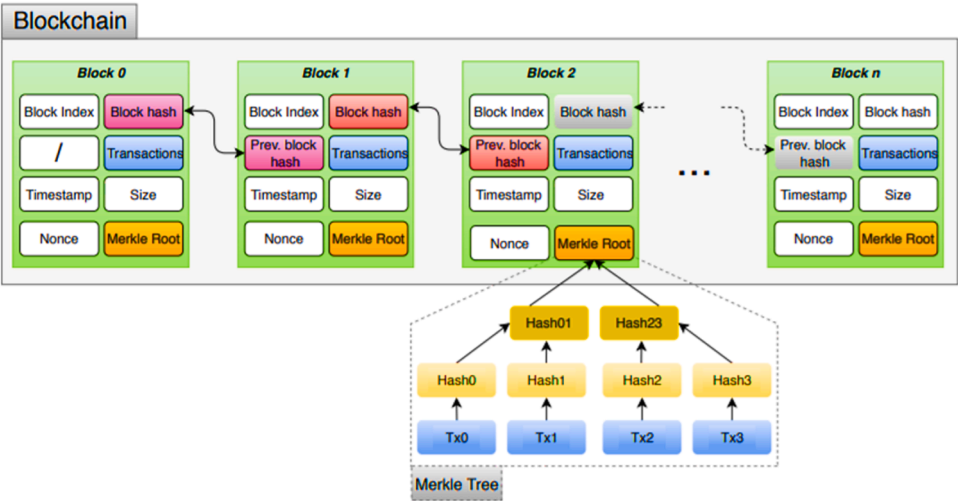 Blockchain
Block 0
Block Index
Block hash
/
Transactions
Timestamp
Size
Nonce
Merkle Root
Block 1
Block Index
Block hash
Prev. block
hash
Transactions
Timestamp
Size
Nonce
Merkle Root
Block 2
Block Index
Block hash
Prev. block
hash
Transactions
Timestamp
Size
Nonce
Merkle Root
...
Block n
Block Index
Block hash
Prev. block
hash
Transactions
Timestamp
Size
Nonce
Merkle Root
Hash01
Hash23
Hash0
Hash1
Hash2
Hash3
Tx0
Tx1
Tx2
Tx3
Merkle Tree